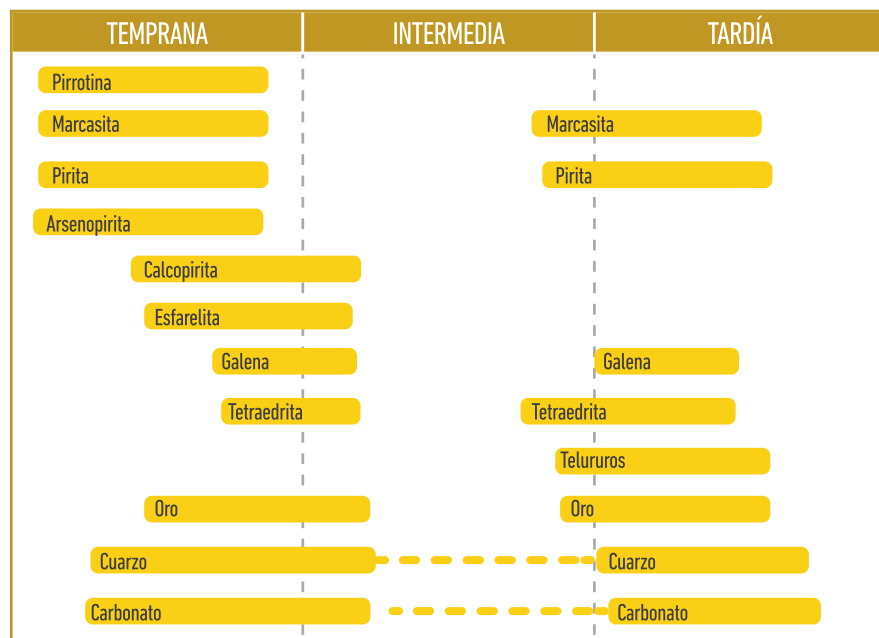 TEMPRANA INTERMEDIA TARDÍA
Pirrotina
Marcasita Marcasita
Pirita Pirita
Arsenopirita
Calcopirita
Esfarelita
Galena Galena
Tetraedrita Tetraedrita
Telururos
Oro Oro
Cuarzo Cuarzo
Carbonato Carbonato